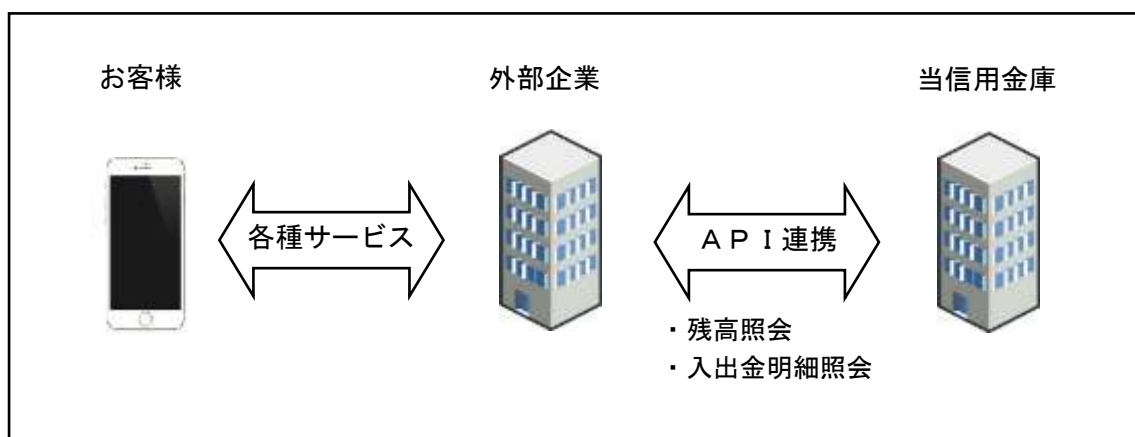 お客様
外部企業
当信用金庫
各種サービス
ＡＰＩ連携
・残高照会
・入出金明細照会